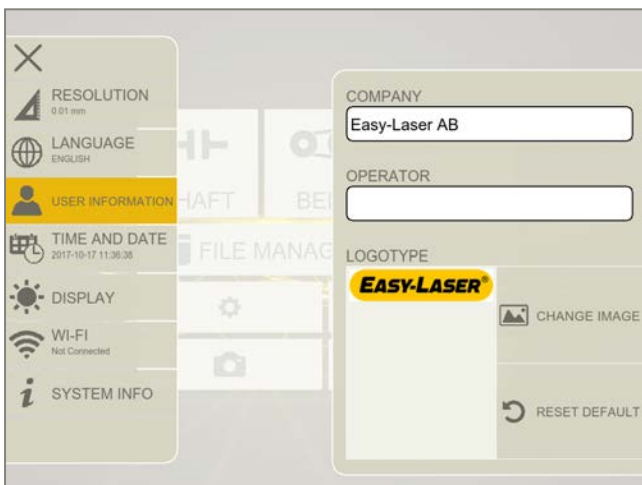 RESOLUTION
0.01 mm
LANGUAGE
ENGLISH
USER INFORMATION
TIME AND DATE
2017-10-17 11:36:38
DISPLAY
WI-FI
Not Connected
SYSTEM INFO
HAFT
BEL
FILE MANAG
COMPANY
Easy-Laser AB
OPERATOR
LOGOTYPE
EASY-LASER®
CHANGE IMAGE
RESET DEFAULT